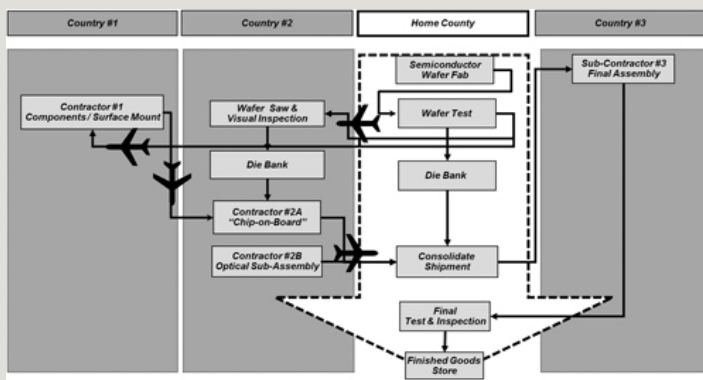 Country #1
Country #2
Home County
Country #3
Semiconductor
Wafer Fab
Sub-Contractor #3
Final Assembly
Contractor #1
Components / Surface Mount
Wafer Saw &
Visual Inspection
Wafer Test
Die Bank
Die Bank
Contractor #2A
"Chip-on-Board"
Contractor #2B
Optical Sub-Assembly
Consolidate
Shipment
Final
Test & Inspection
Finished Goods
Store